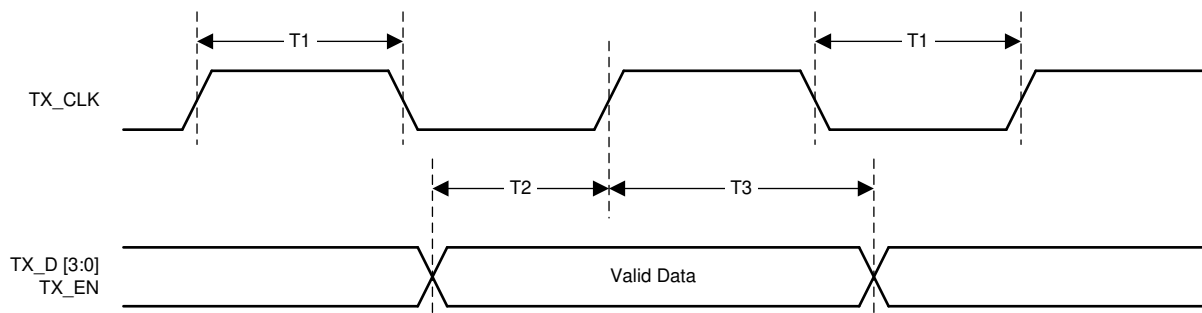 T1
T1
TX_CLK
T2
T3
TX_D [3:0]
TX_EN
Valid Data